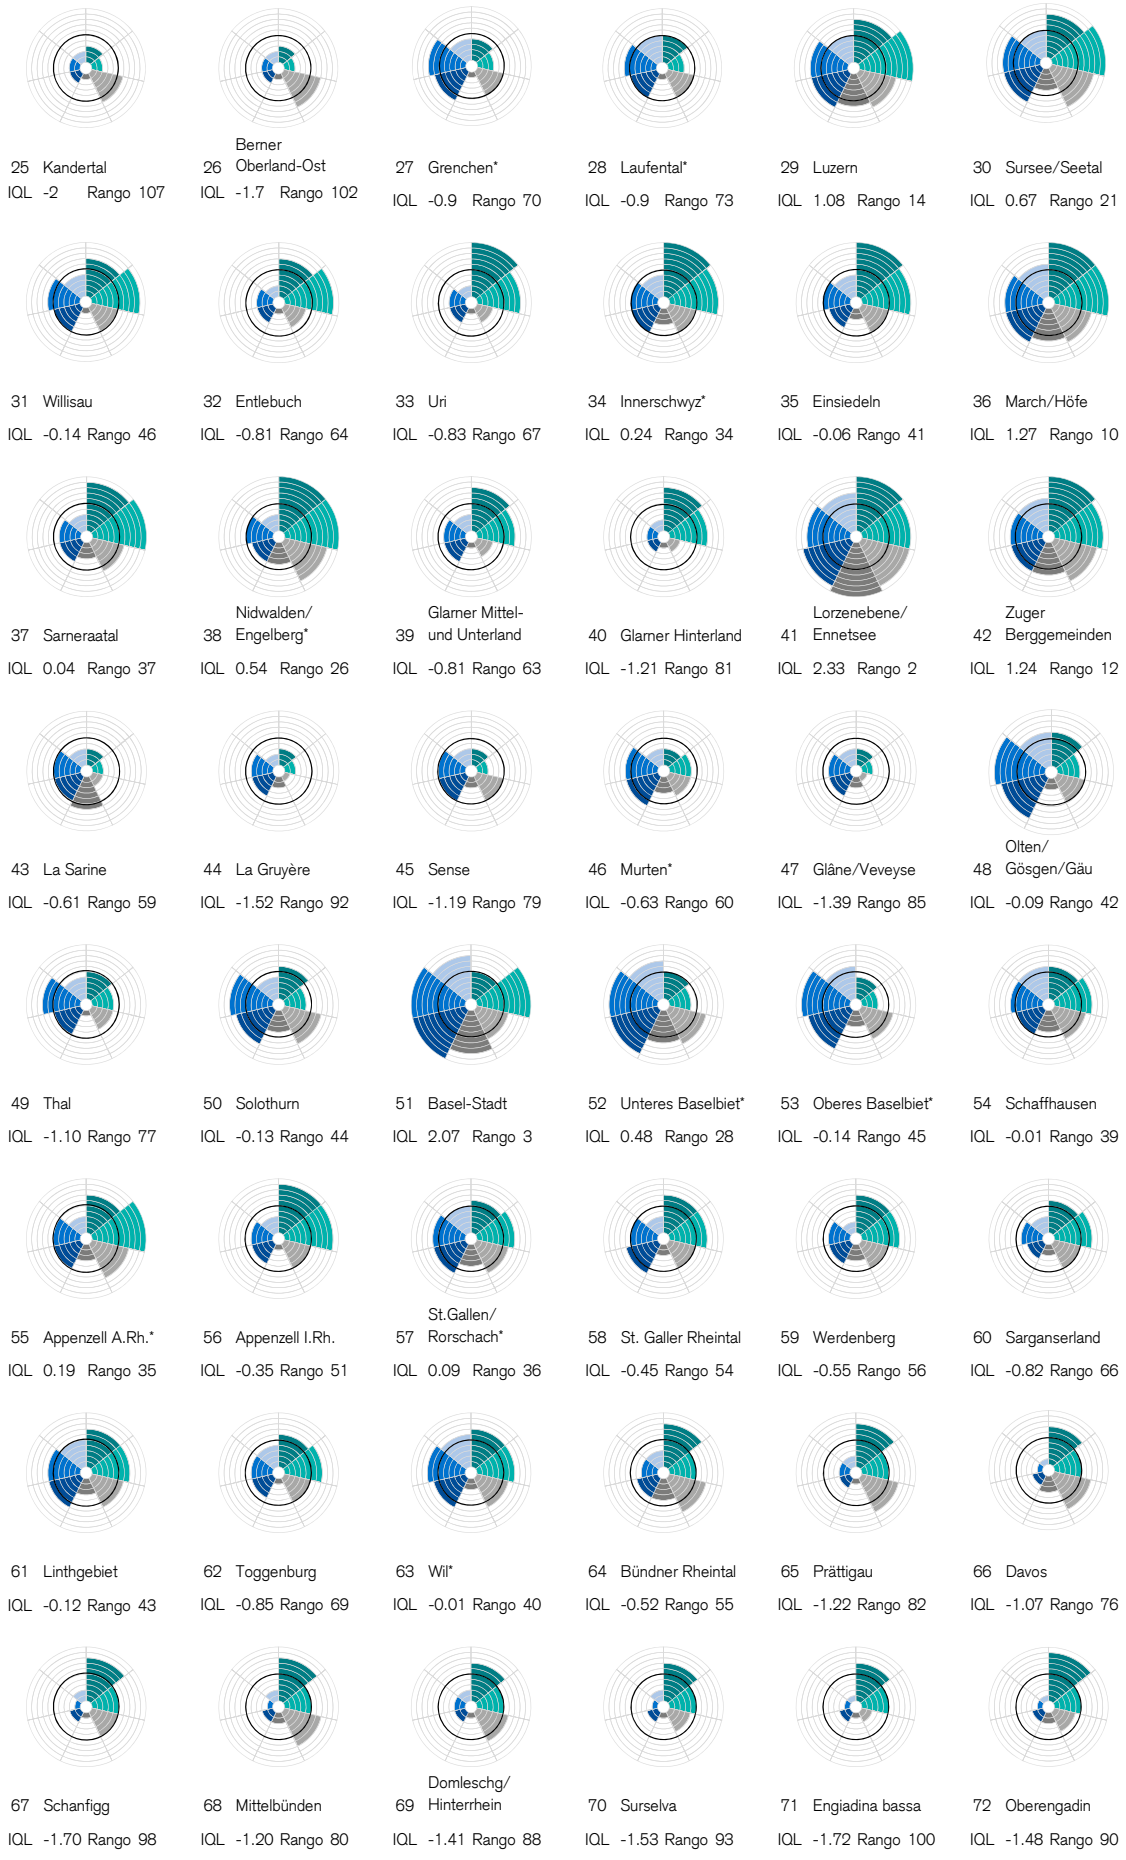 25 Kandertal
IQL -2 Rango 107
26 Berner
Oberland-Ost
IQL -1.7 Rango 102
27 Grenchen*
IQL -0.9 Rango 70
28 Laufental*
IQL -0.9 Rango 73
29 Luzern
IQL 1.08 Rango 14
30 Sursee/Seetal
IQL 0.67 Rango 21
31 Willisau
IQL -0.14 Rango 46
32 Entlebuch
IQL -0.81 Rango 64
33 Uri
IQL -0.83 Rango 67
34 Innerschwyz*
IQL 0.24 Rango 34
35 Einsiedeln
IQL -0.06 Rango 41
36 March/Höfe
IQL 1.27 Rango 10
37 Sarneraatal
IQL 0.04 Rango 37
Nidwalden/
38 Engelberg*
IQL 0.54 Rango 26
Glarner Mittel-
39 und Unterland
IQL -0.81 Rango 63
40 Glarner Hinterland
IQL -1.21 Rango 81
Lorzenebene/
41 Ennetsee
IQL 2.33 Rango 2
Zuger
42 Berggemeinden
IQL 1.24 Rango 12
43 La Sarine
IQL -0.61 Rango 59
44 La Gruyère
IQL -1.52 Rango 92
45 Sense
IQL -1.19 Rango 79
46 Murten*
IQL -0.63 Rango 60
47 Glâne/Veveyse
IQL -1.39 Rango 85
Olten/
48 Gösgen/Gäu
IQL -0.09 Rango 42
49 Thal
IQL -1.10 Rango 77
50 Solothurn
IQL -0.13 Rango 44
51 Basel-Stadt
IQL 2.07 Rango 3
52 Unteres Baselbiet*
IQL 0.48 Rango 28
53 Oberes Baselbiet*
IQL -0.14 Rango 45
54 Schaffhausen
IQL -0.01 Rango 39
55 Appenzell A.Rh.*
IQL 0.19 Rango 35
56 Appenzell I.Rh.
IQL -0.35 Rango 51
St.Gallen/
57 Rorschach*
IQL 0.09 Rango 36
58 St. Galler Rheintal
IQL -0.45 Rango 54
59 Werdenberg
IQL -0.55 Rango 56
60 Sarganserland
IQL -0.82 Rango 66
61 Linthgebiet
IQL -0.12 Rango 43
62 Toggenburg
IQL -0.85 Rango 69
63 Wil*
IQL -0.01 Rango 40
64 Bündner Rheintal
IQL -0.52 Rango 55
65 Prättigau
IQL -1.22 Rango 82
66 Davos
IQL -1.07 Rango 76
67 Schanfigg
IQL -1.70 Rango 98
68 Mittelbünden
IQL -1.20 Rango 80
Domleschg/
69 Hinterrhein
IQL -1.41 Rango 88
70 Surselva
IQL -1.53 Rango 93
71 Engiadina bassa
IQL -1.72 Rango 100
72 Oberengadin
IQL -1.48 Rango 90